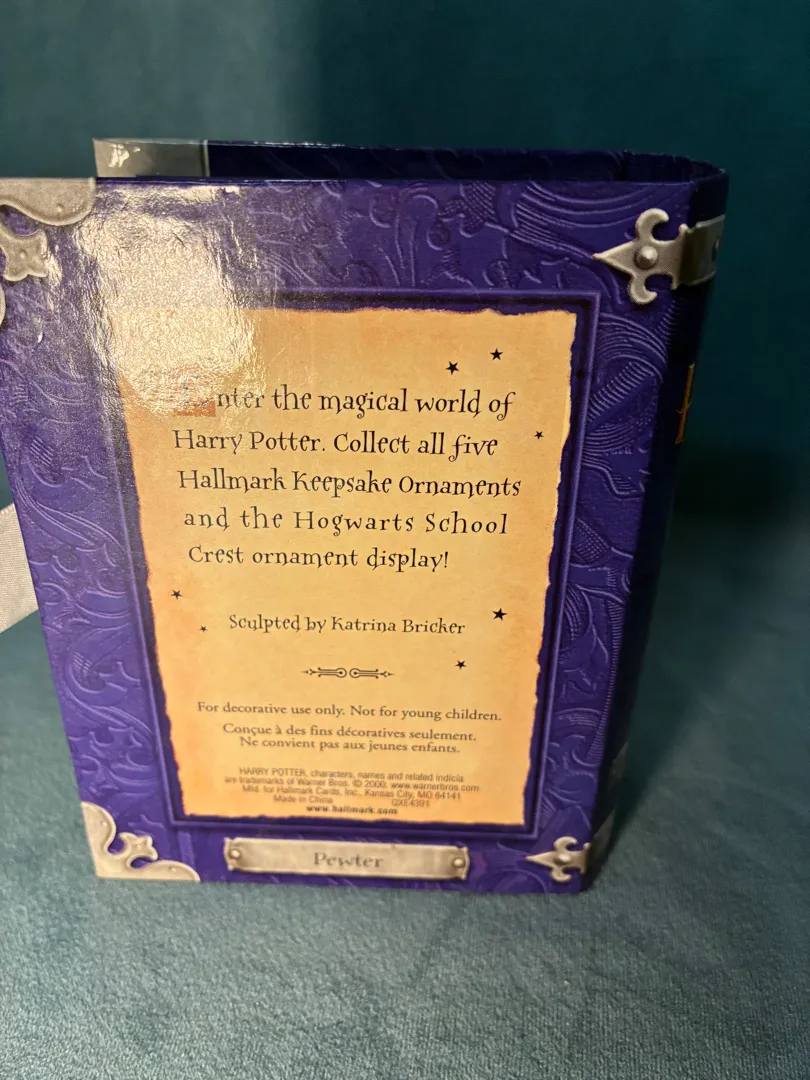 Enter the magical world of
Harry Potter. Collect all five
Hallmark Keepsake Ornaments
and the Hogwarts School
Crest ornament display!
Sculpted by Katrina Bricker
For decorative use only. Not for young children.
Conçue à des fins décoratives seulement.
Ne convient pas aux jeunes enfants.
HARRY POTTER, characters, names and related indicia
are trademarks of Warner Bros. © 2000. www.warnerbros.com
Mfd. for Hallmark Cards, Inc., Kansas City, MO 64141
Made in China QXE4391
www.hallmark.com
Pewter